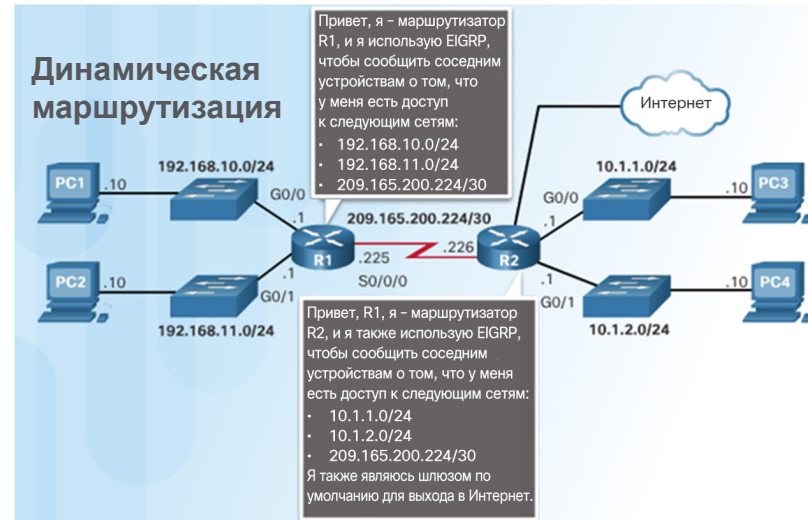 Динамическая
маршрутизация
Привет, я – маршрутизатор
R1, и я использую EIGRP,
чтобы сообщить соседним
устройствам о том, что
у меня есть доступ
к следующим сетям:
· 192.168.10.0/24
· 192.168.11.0/24
· 209.165.200.224/30
Интернет
PC1
.10
192.168.10.0/24
G0/0
.1
209.165.200.224/30
10.1.1.0/24
G0/0
.1
.10
PC3
R1
.225
S0/0/0
.226
R2
PC2
.10
.1
G0/1
192.168.11.0/24
.1
G0/1
10.1.2.0/24
.10
PC4
Привет, R1, я – маршрутизатор
R2, и я также использую EIGRP,
чтобы сообщить соседним
устройствам о том, что у меня
есть доступ к следующим сетям:
· 10.1.1.0/24
· 10.1.2.0/24
· 209.165.200.224/30
Я также являюсь шлюзом по
умолчанию для выхода в Интернет.